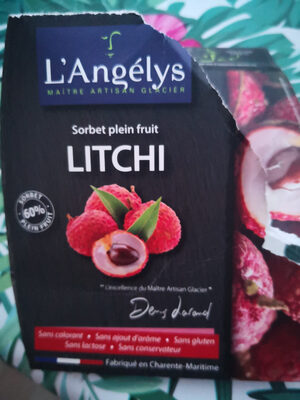 L'Angélys
MAÎTRE ARTISAN GLACIER
Sorbet plein fruit
LITCHI
SORBET
60%
PLEIN FRUIT
"L'excellence du Maître Artisan Glacier"
Sans colorant • Sans ajout d'arôme • Sans gluten
Sans lactose • Sans conservateur
Fabriqué en Charente-Maritime